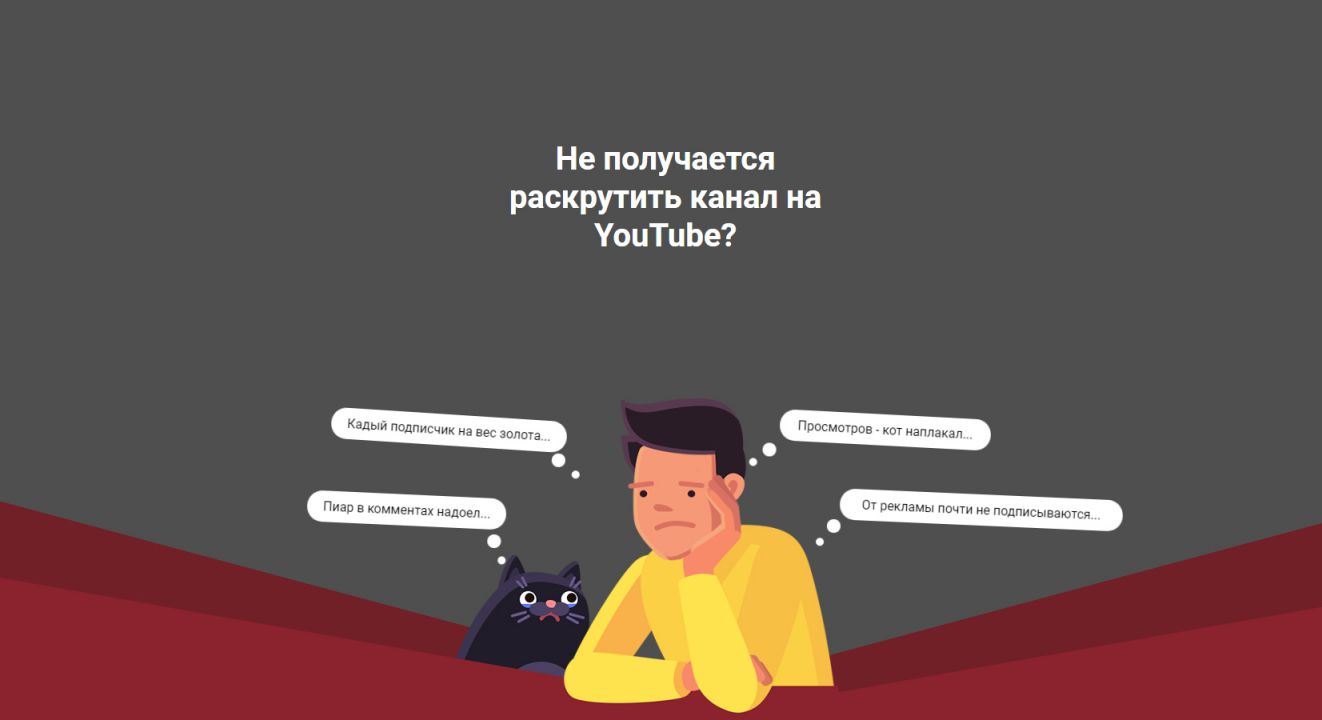 Не получается
раскрутить канал на
YouTube?
Кадый подписчик на вес золота...
Просмотров - кот наплакал...
Пиар в комментах надоел...
От рекламы почти не подписываются...